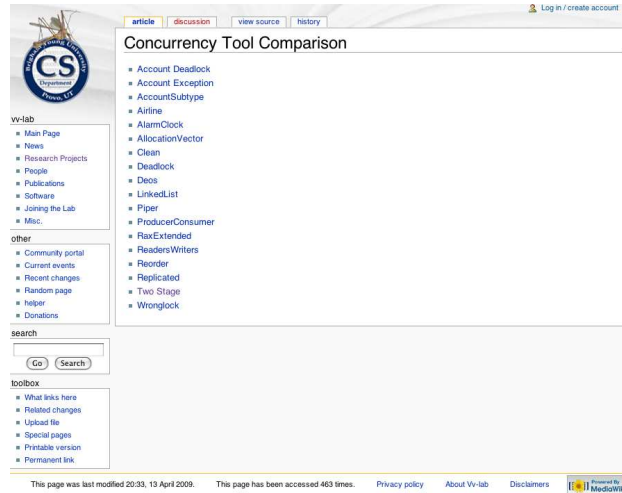 Log in / create account
article discussion view source history
Concurrency Tool Comparison
Account Deadlock
Account Exception
AccountSubtype
Airline
AlarmClock
AllocationVector
Clean
Deadlock
Deos
LinkedList
Piper
ProducerConsumer
RaxExtended
ReadersWriters
Reorder
Replicated
Two Stage
Wronglock
Brigham Young University
CS
Department
Provo, UT
vv-lab
Main Page
News
Research Projects
People
Publications
Software
Joining the Lab
Misc.
other
Community portal
Current events
Recent changes
Random page
helper
Donations
search
Go Search
toolbox
What links here
Related changes
Upload file
Special pages
Printable version
Permanent link
This page was last modified 20:33, 13 April 2009. This page has been accessed 463 times. Privacy policy About Vv-lab Disclaimers
Powered By
MediaWiki